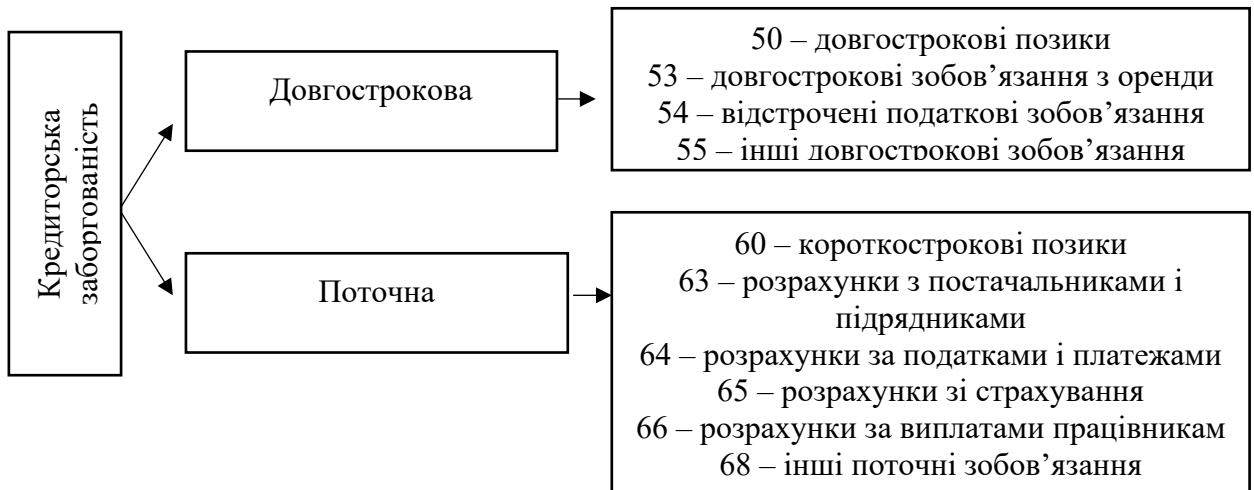 Кредиторська
заборгованість
Довгострокова
50 – довгострокові позики
53 – довгострокові зобов’язання з оренди
54 – відстрочені податкові зобов’язання
55 – інші довгострокові зобов’язання
Поточна
60 – короткострокові позики
63 – розрахунки з постачальниками і
підрядниками
64 – розрахунки за податками і платежами
65 – розрахунки зі страхування
66 – розрахунки за виплатами працівникам
68 – інші поточні зобов’язання